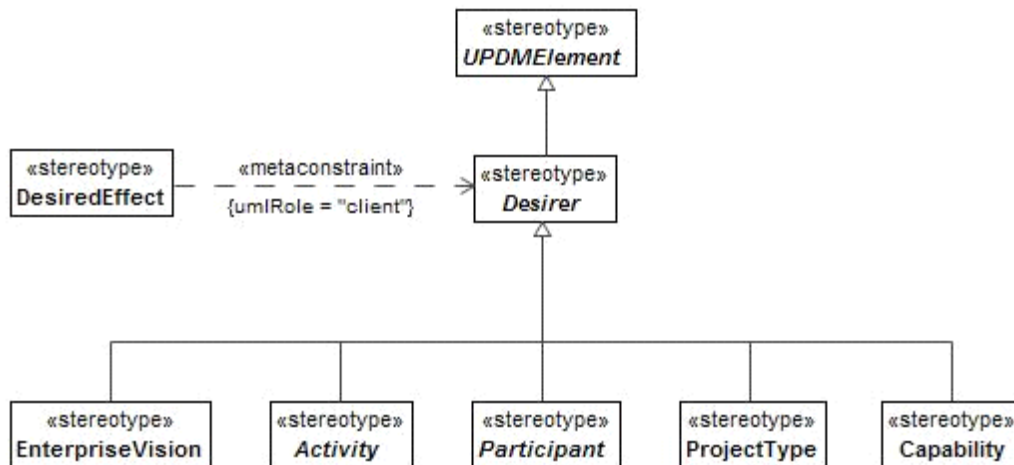 «stereotype»
UPDMElement
«stereotype»
DesiredEffect
«metaconstraint»
{umlRole = "client"}
«stereotype»
Desirer
«stereotype»
EnterpriseVision
«stereotype»
Activity
«stereotype»
Participant
«stereotype»
ProjectType
«stereotype»
Capability